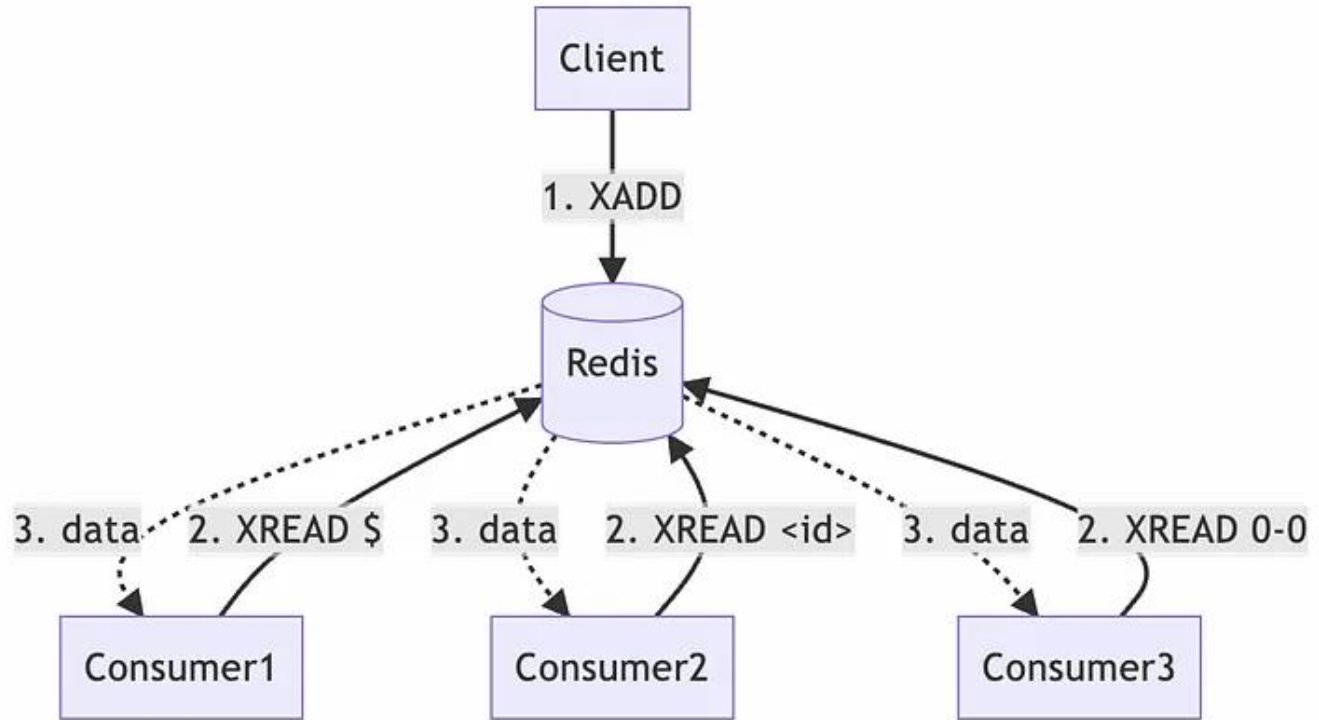 Client
1. XADD
Redis
3. data
2. XREAD $
3. data
2. XREAD <id>
3. data
2. XREAD 0-0
Consumer1
Consumer2
Consumer3